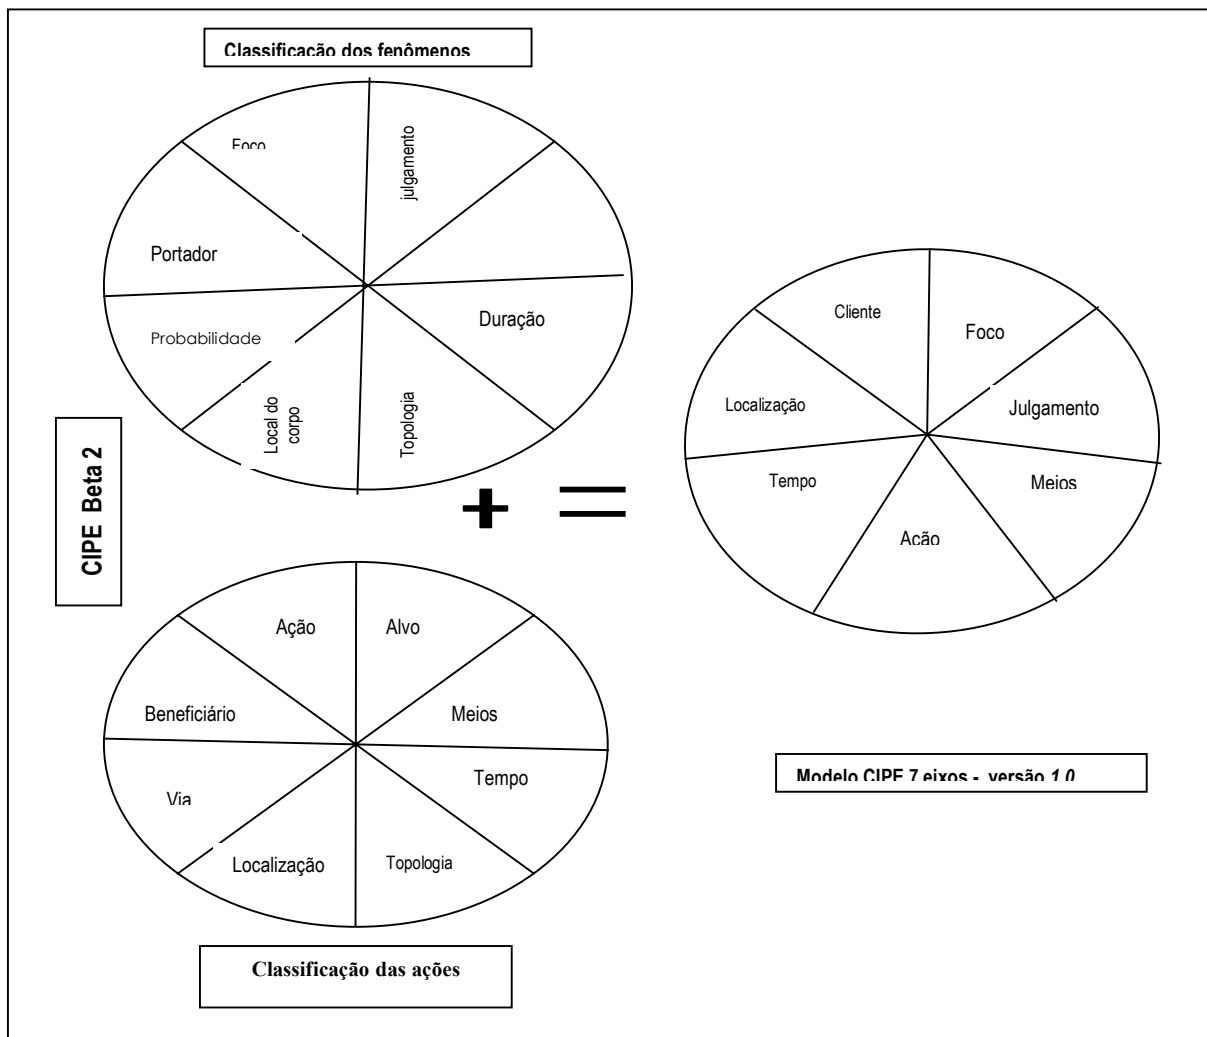 Classificação dos fenômenos
Foco
julgamento
Portador
Duração
Probabilidade
Local do
corpo
Topologia
CIPE Beta 2
+
=
Cliente
Foco
Localização
Julgamento
Tempo
Meios
Ação
Ação
Alvo
Beneficiário
Meios
Via
Tempo
Localização
Topologia
Modelo CIPE 7 eixos - versão 1.0
Classificação das ações